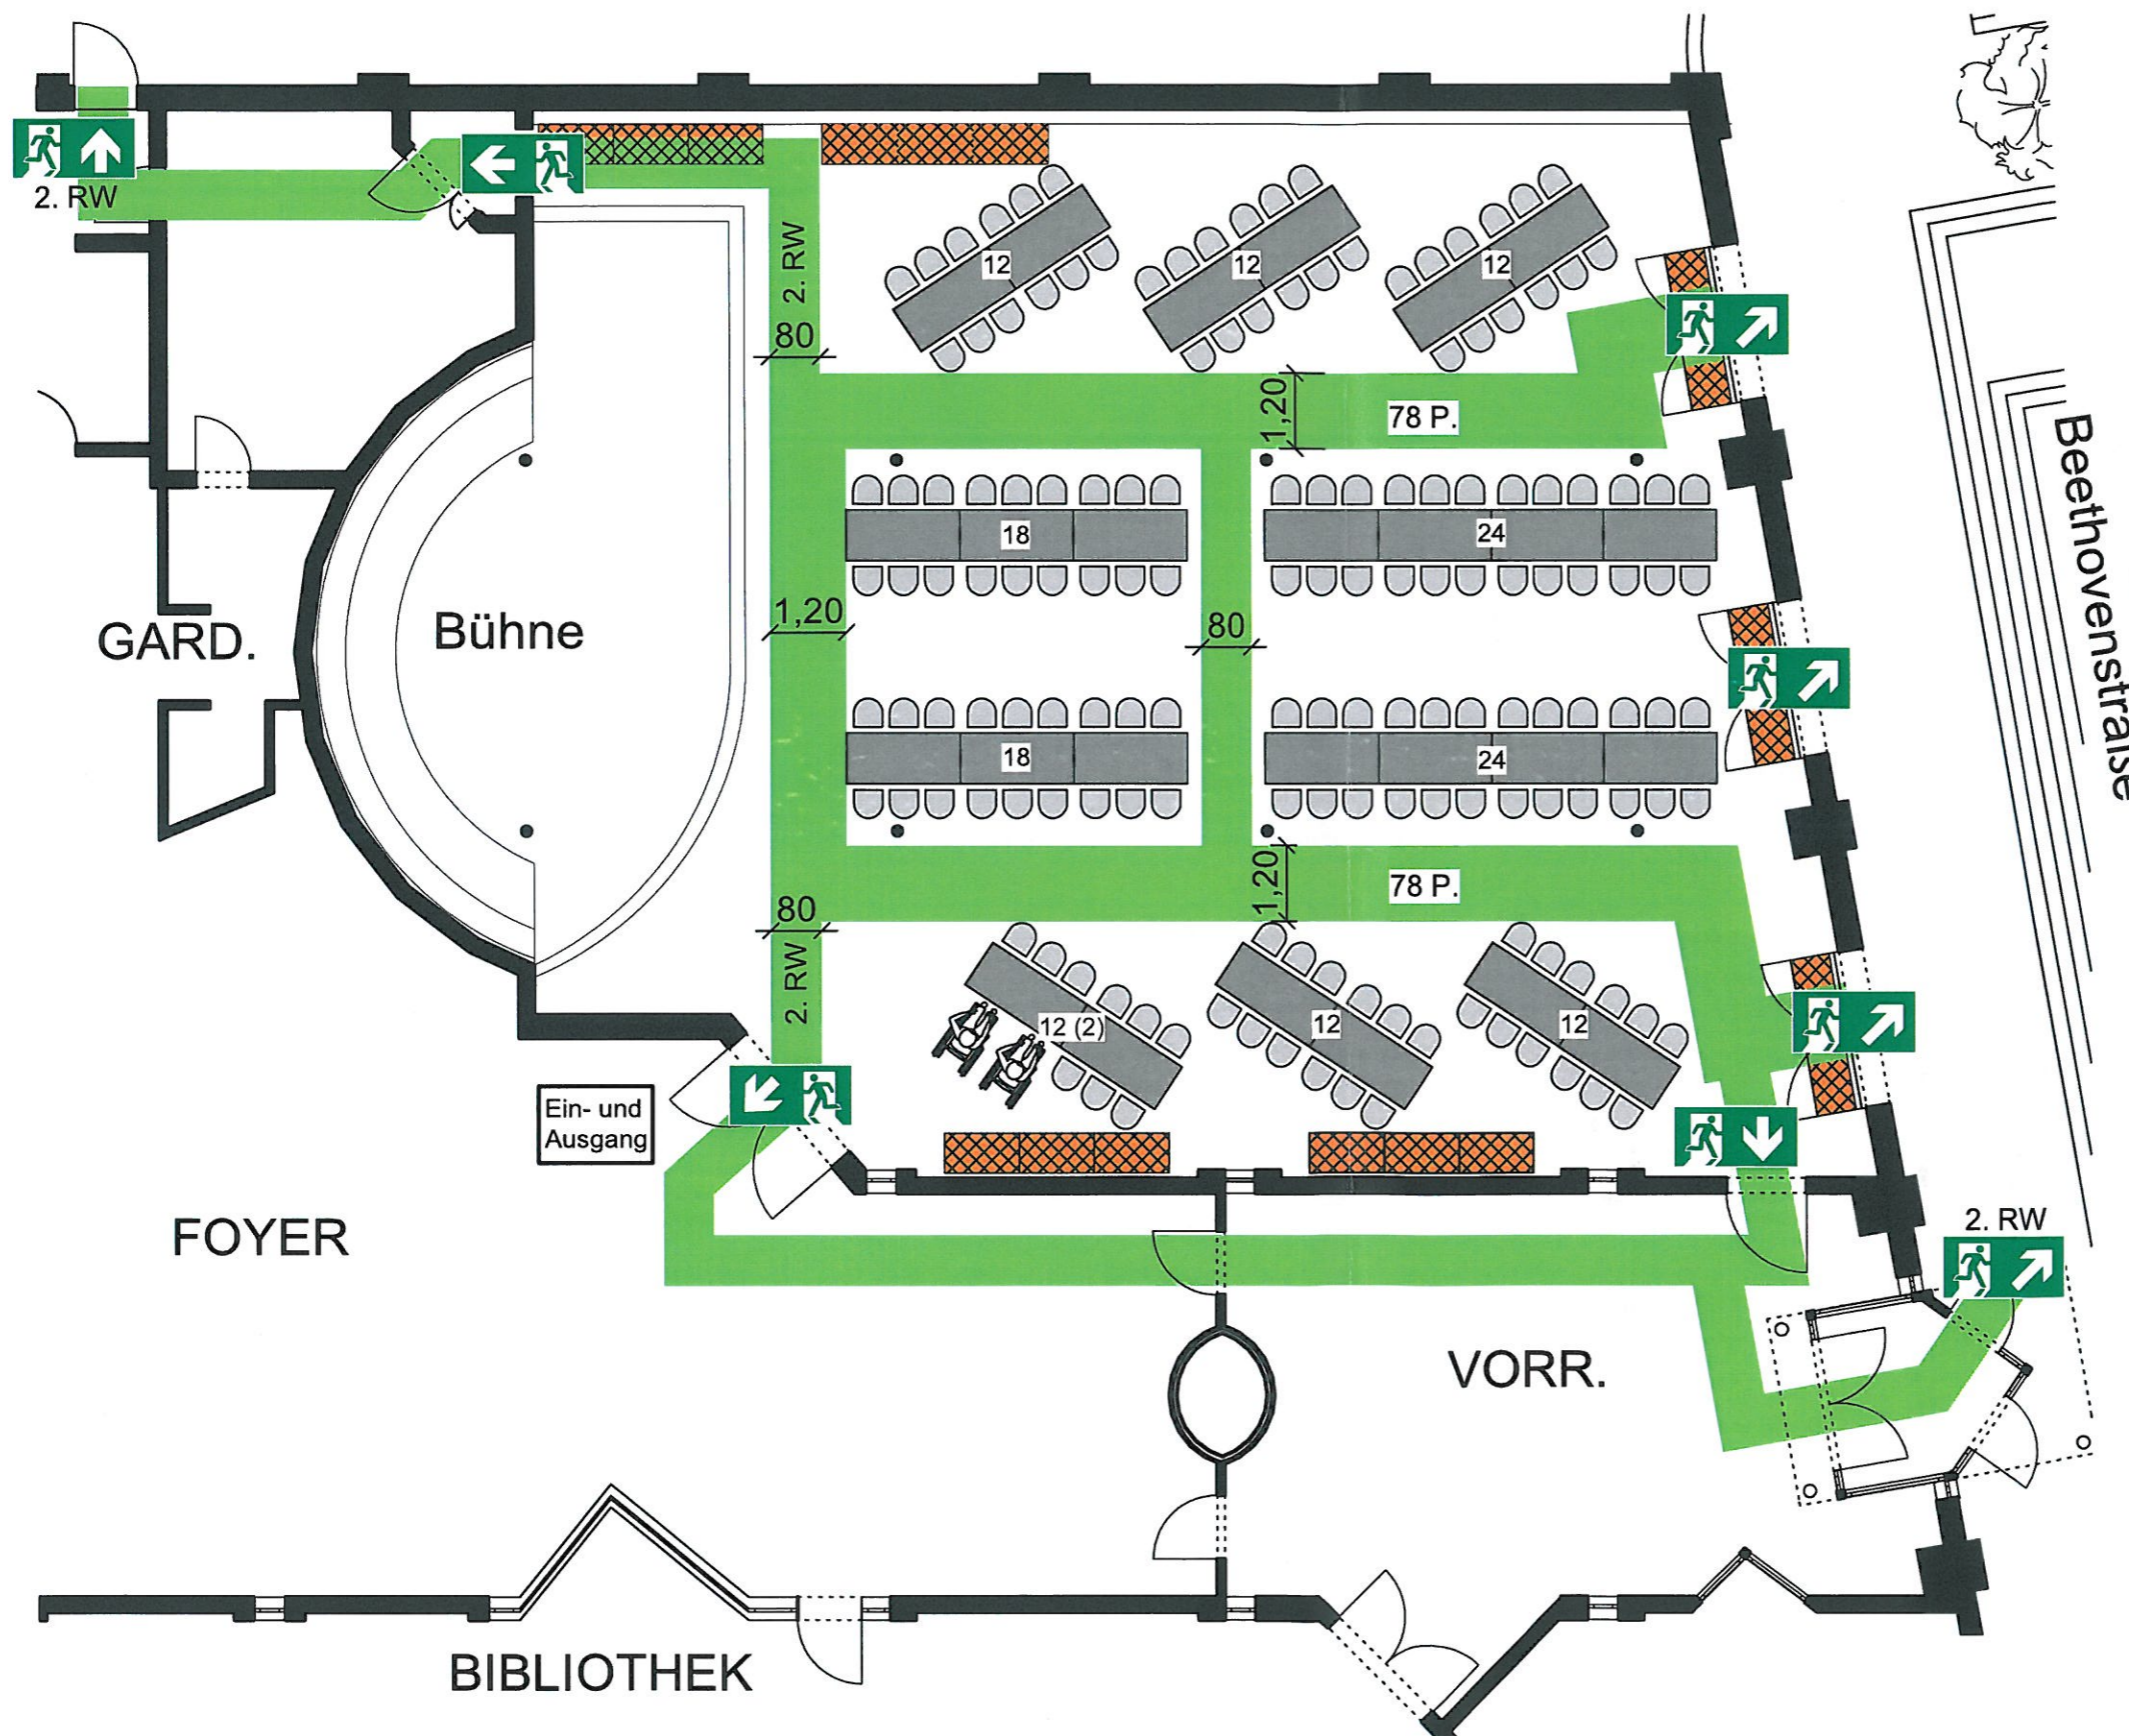 2. RW
2. RW
80
12
12
12
1,20
78 P.
18
24
GARD.
Bühne
1,20
80
18
24
Beethovenstraße
80
1,20
78 P.
2. RW
12 (2)
12
12
Ein- und
Ausgang
FOYER
2. RW
VORR.
BIBLIOTHEK